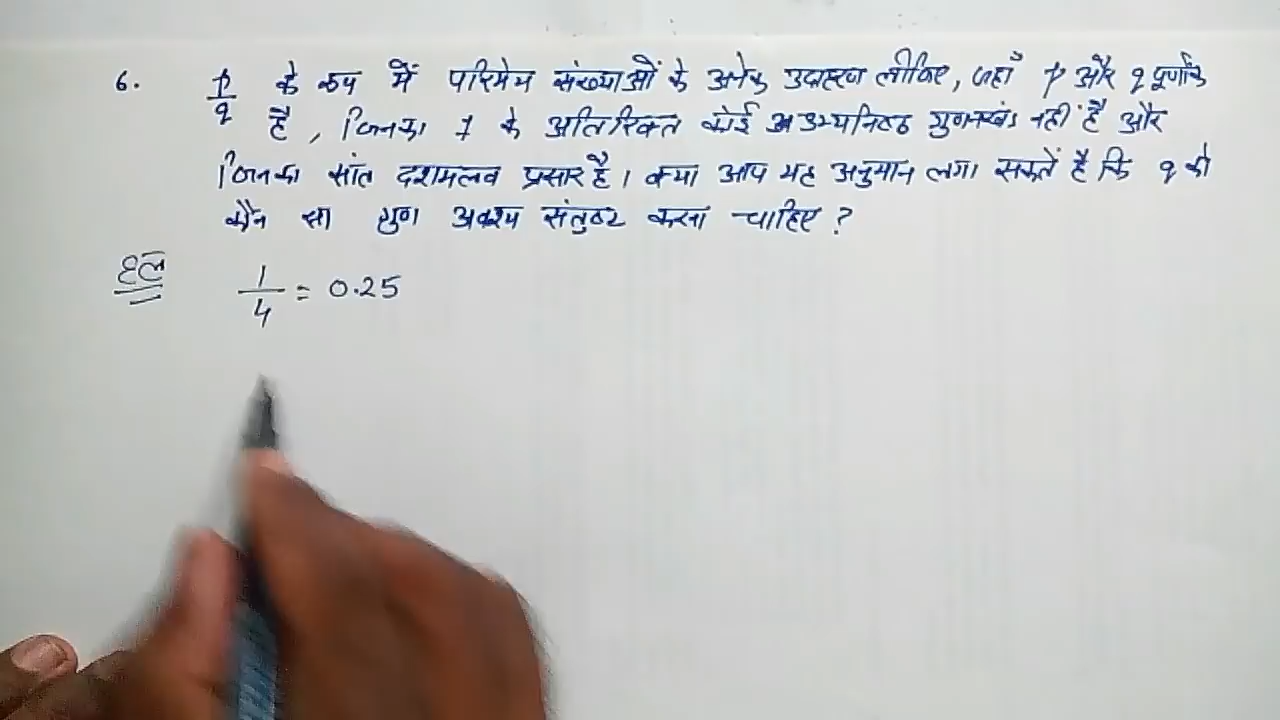 6. p/q के रूप में परिमेय संख्याओं के अनेक उदाहरण लीजिए, जहाँ p और q पूर्णांक
है, जिनका 1 के अतिरिक्त कोई अउभयनिष्ठ गुणनखंड नहीं है और
जिनका सांत दशमलव प्रसार है। क्या आप यह अनुमान लगा सकतें है कि q को
कौन सा गुण अवश्य संतुष्ट करना चाहिए ?
हल 1/4 = 0.25